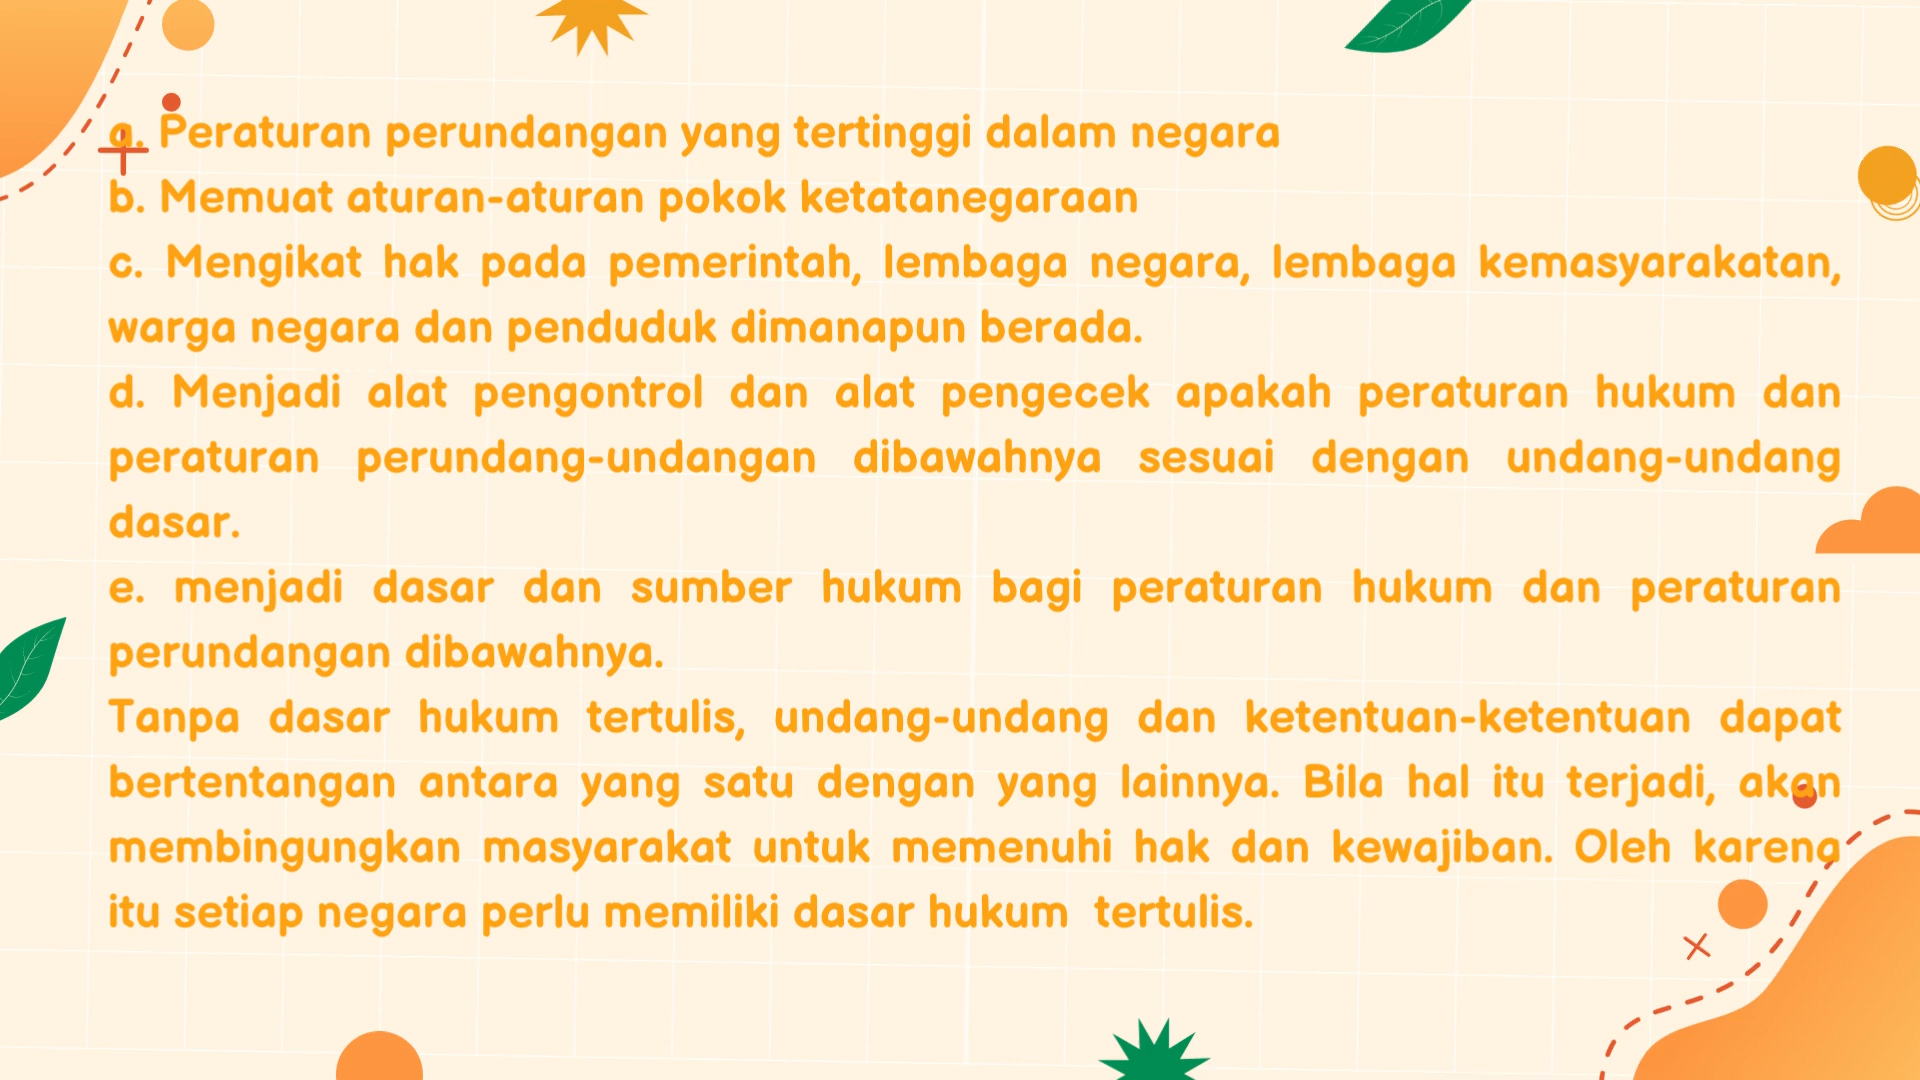 a. Peraturan perundangan yang tertinggi dalam negara
b. Memuat aturan-aturan pokok ketatanegaraan
c. Mengikat hak pada pemerintah, lembaga negara, lembaga kemasyarakatan,
warga negara dan penduduk dimanapun berada.
d. Menjadi alat pengontrol dan alat pengecek apakah peraturan hukum dan
peraturan perundang-undangan dibawahnya sesuai dengan undang-undang
dasar.
e. menjadi dasar dan sumber hukum bagi peraturan hukum dan peraturan
perundangan dibawahnya.
Tanpa dasar hukum tertulis, undang-undang dan ketentuan-ketentuan dapat
bertentangan antara yang satu dengan yang lainnya. Bila hal itu terjadi, akan
membingungkan masyarakat untuk memenuhi hak dan kewajiban. Oleh karena
itu setiap negara perlu memiliki dasar hukum tertulis.